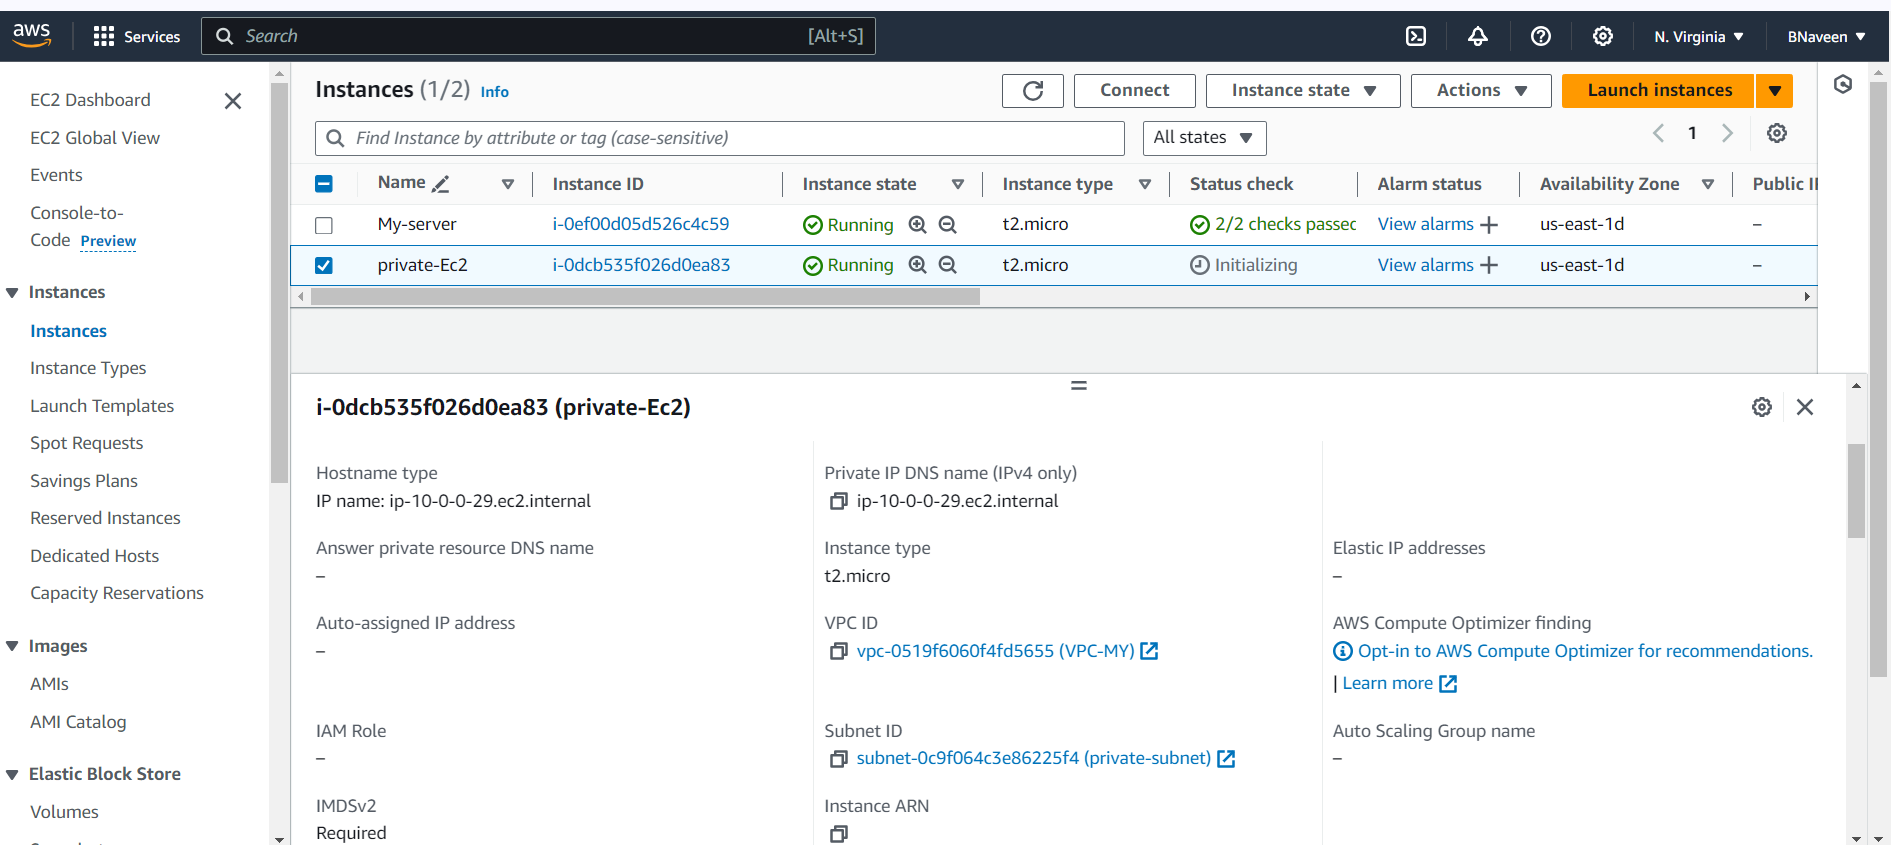 aws Services Search [Alt+S] N. Virginia BNaveen
EC2 Dashboard
EC2 Global View
Events
Console-to-
Code Preview
Instances
Instances
Instance Types
Launch Templates
Spot Requests
Savings Plans
Reserved Instances
Dedicated Hosts
Capacity Reservations
Images
AMIs
AMI Catalog
Elastic Block Store
Volumes
Instances (1/2) Info Connect Instance state Actions Launch instances
Find Instance by attribute or tag (case-sensitive) All states 1
Name Instance ID Instance state Instance type Status check Alarm status Availability Zone Public
My-server i-0ef00d05d526c4c59 Running t2.micro 2/2 checks passec View alarms + us-east-1d –
private-Ec2 i-0dcb535f026d0ea83 Running t2.micro Initializing View alarms + us-east-1d –
i-0dcb535f026d0ea83 (private-Ec2)
Hostname type
IP name: ip-10-0-0-29.ec2.internal
Private IP DNS name (IPv4 only)
ip-10-0-0-29.ec2.internal
Answer private resource DNS name
–
Instance type
t2.micro
Elastic IP addresses
–
Auto-assigned IP address
–
VPC ID
vpc-0519f6060f4fd5655 (VPC-MY)
AWS Compute Optimizer finding
Opt-in to AWS Compute Optimizer for recommendations.
| Learn more
IAM Role
–
Subnet ID
subnet-0c9f064c3e86225f4 (private-subnet)
Auto Scaling Group name
–
IMDSv2
Required
Instance ARN